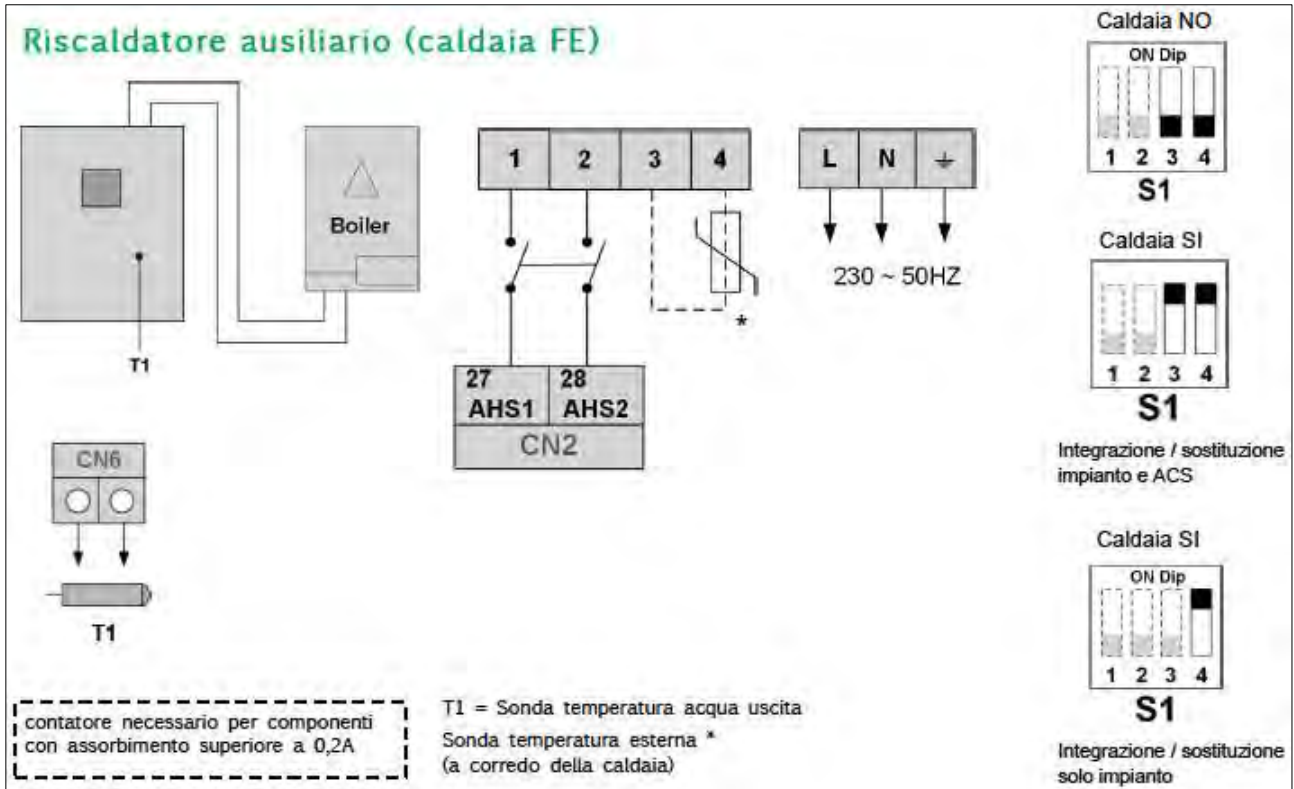 Riscaldatore ausiliario (caldaia FE)
Boiler
T1
CN6
T1
1 2 3 4
27 28
AHS1 AHS2
CN2
*
L N
230 ~ 50HZ
contatore necessario per componenti
con assorbimento superiore a 0,2A
T1 = Sonda temperatura acqua uscita
Sonda temperatura esterna *
(a corredo della caldaia)
Caldaia NO
ON Dip
1 2 3 4
S1
Caldaia SI
1 2 3 4
S1
Integrazione / sostituzione
impianto e ACS
Caldaia SI
ON Dip
1 2 3 4
S1
Integrazione / sostituzione
solo impianto